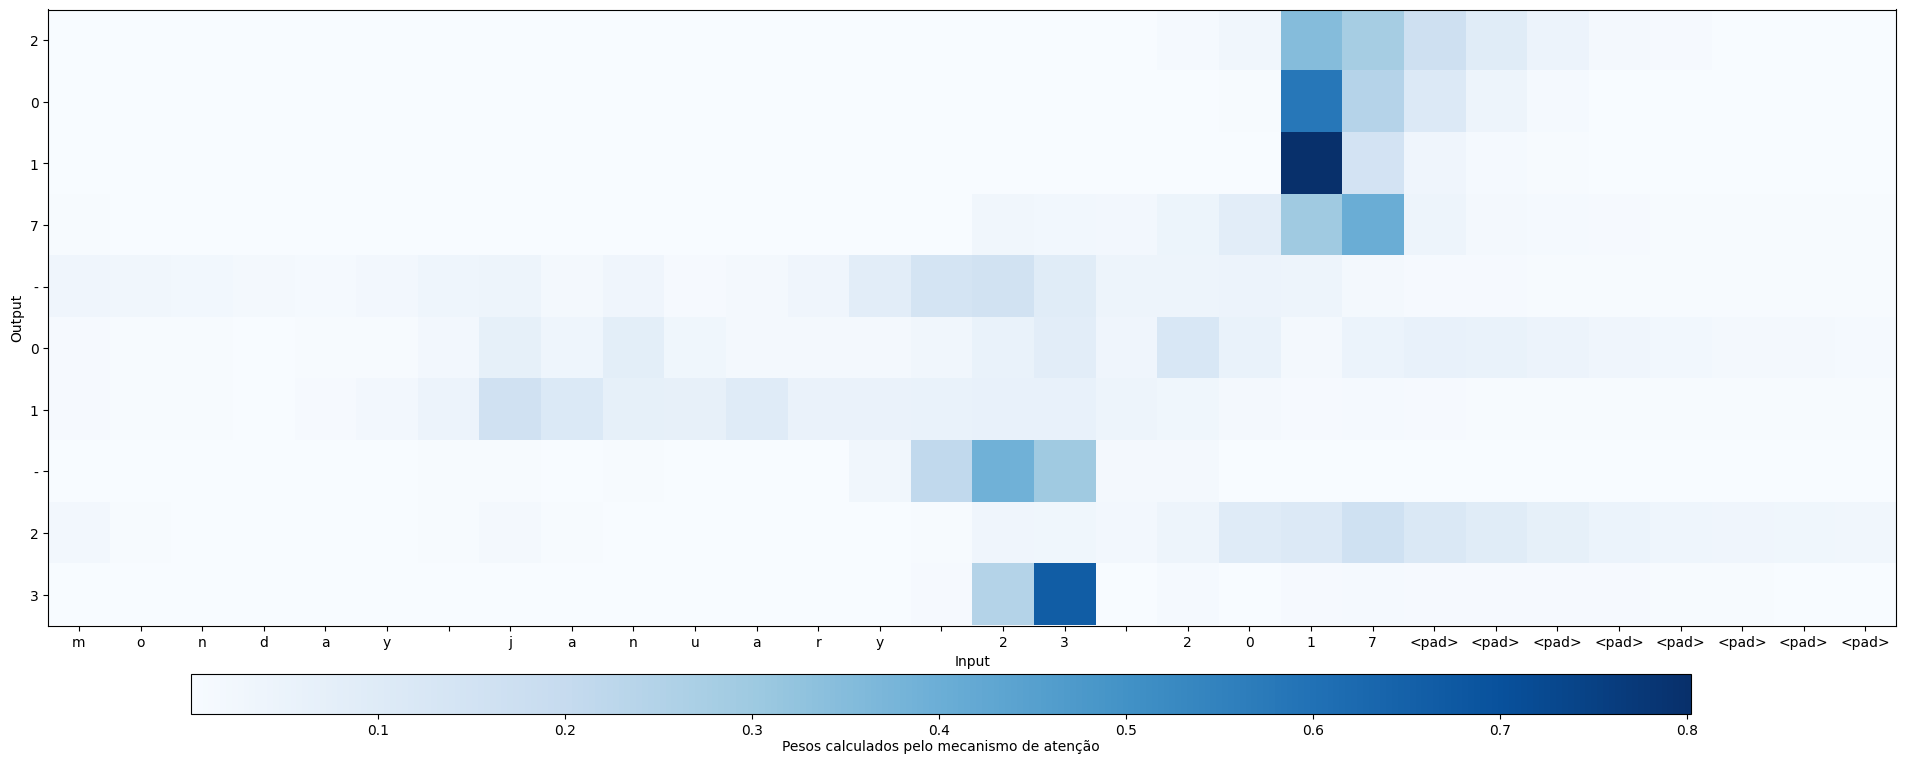 2
0
1
7
-
0
1
-
2
3
Output
m o n d a y j a n u a r y 2 3 2 0 1 7 <pad> <pad> <pad> <pad> <pad> <pad> <pad> <pad>
Input
0.1 0.2 0.3 0.4 0.5 0.6 0.7 0.8
Pesos calculados pelo mecanismo de atenção